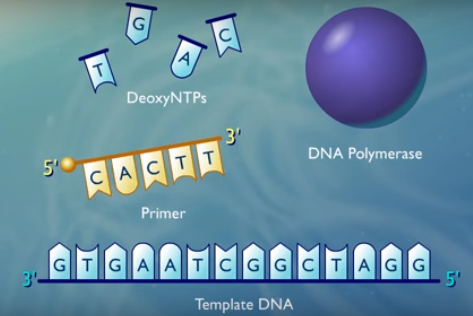 T G A C
DeoxyNTPs
DNA Polymerase
5' CACTT 3'
Primer
3' GTGAATCGGCTAGG 5'
Template DNA